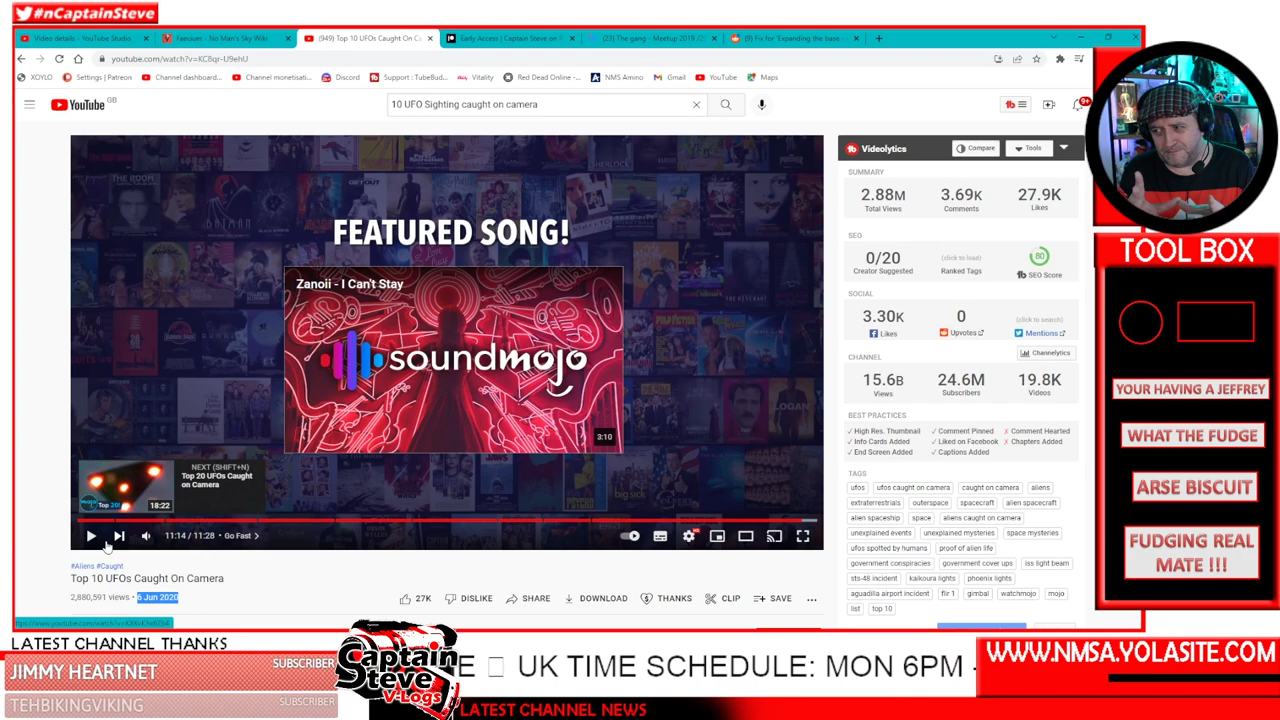 #nCaptainSteve
Video details - YouTube Studio
Faecium - No Man's Sky Wiki
(949) Top 10 UFOs Caught On C
Early Access | Captain Steve on
(23) The gang - Meetup 2019
(9) Fix for 'Expanding the base
youtube.com/watch?v=KC8qr-U9ehU
XOYLO
Settings | Patreon
Channel dashboard...
Channel monetisati...
Discord
Support : TubeBud...
Vitality
Red Dead Online -...
NMS Amino
Gmail
YouTube
Maps
YouTube GB
10 UFO Sighting caught on camera
9+
FEATURED SONG!
Zanoii - I Can't Stay
soundmojo
3:10
NEXT (SHIFT+N)
Top 20 UFOs Caught
on Camera
mojo Top 20!
18:22
11:14 / 11:28 • Go Fast
#Aliens #Caught
Top 10 UFOs Caught On Camera
2,880,591 views • 6 Jun 2020
27K
DISLIKE
SHARE
DOWNLOAD
THANKS
CLIP
SAVE
Videolytics
Compare
Tools
SUMMARY
2.88M
3.69K
27.9K
Total Views
Comments
Likes
SEO
0/20
(click to load)
80
Creator Suggested
Ranked Tags
SEO Score
SOCIAL
3.30K
0
(click to search)
Likes
Upvotes
Mentions
CHANNEL
Channelytics
15.6B
24.6M
19.8K
Views
Subscribers
Videos
BEST PRACTICES
✓ High Res. Thumbnail
✓ Comment Pinned
✗ Comment Hearted
✓ Info Cards Added
✓ Liked on Facebook
✗ Chapters Added
✓ End Screen Added
✓ Captions Added
TAGS
ufos
ufos caught on camera
caught on camera
aliens
extraterrestrials
outerspace
spacecraft
alien spacecraft
alien spaceship
space
aliens caught on camera
unexplained events
unexplained mysteries
space mysteries
ufos spotted by humans
proof of alien life
government conspiracies
government cover ups
iss light beam
sts-48 incident
kaikoura lights
phoenix lights
aguadilla airport incident
flir 1
gimbal
watchmojo
mojo
list
top 10
TOOL BOX
YOUR HAVING A JEFFREY
WHAT THE FUDGE
ARSE BISCUIT
FUDGING REAL
MATE !!!
LATEST CHANNEL THANKS
JIMMY HEARTNET
SUBSCRIBER
TEHBIKINGVIKING
SUBSCRIBER
Captain
Steve
V-Logs
E UK TIME SCHEDULE: MON 6PM -
WWW.NMSA.YOLASITE.COM
LATEST CHANNEL NEWS